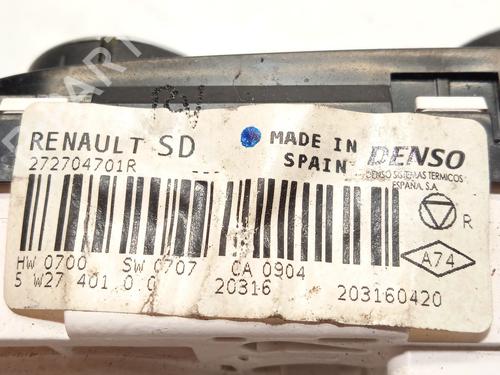 RENAULT SD
272704701R
---
MADE IN
SPAIN
DENSO
DENSO SISTEMAS TERMICOS
ESPAÑA, S.A.
R
A74
HW 0700 SW 0707 CA 0904
5 W27 401 0.0 20316 203160420